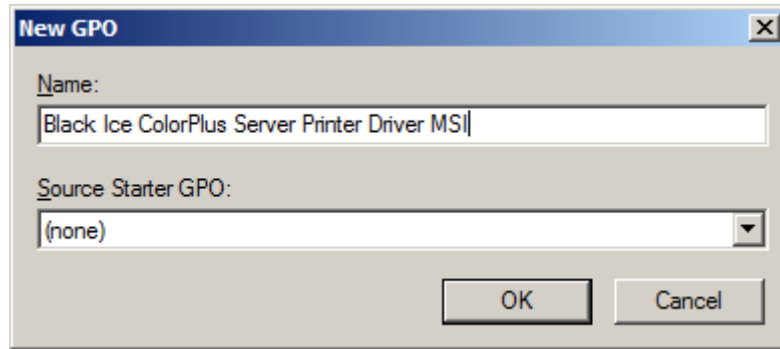 New GPO
Name:
Black Ice ColorPlus Server Printer Driver MSI
Source Starter GPO:
(none)
OK Cancel